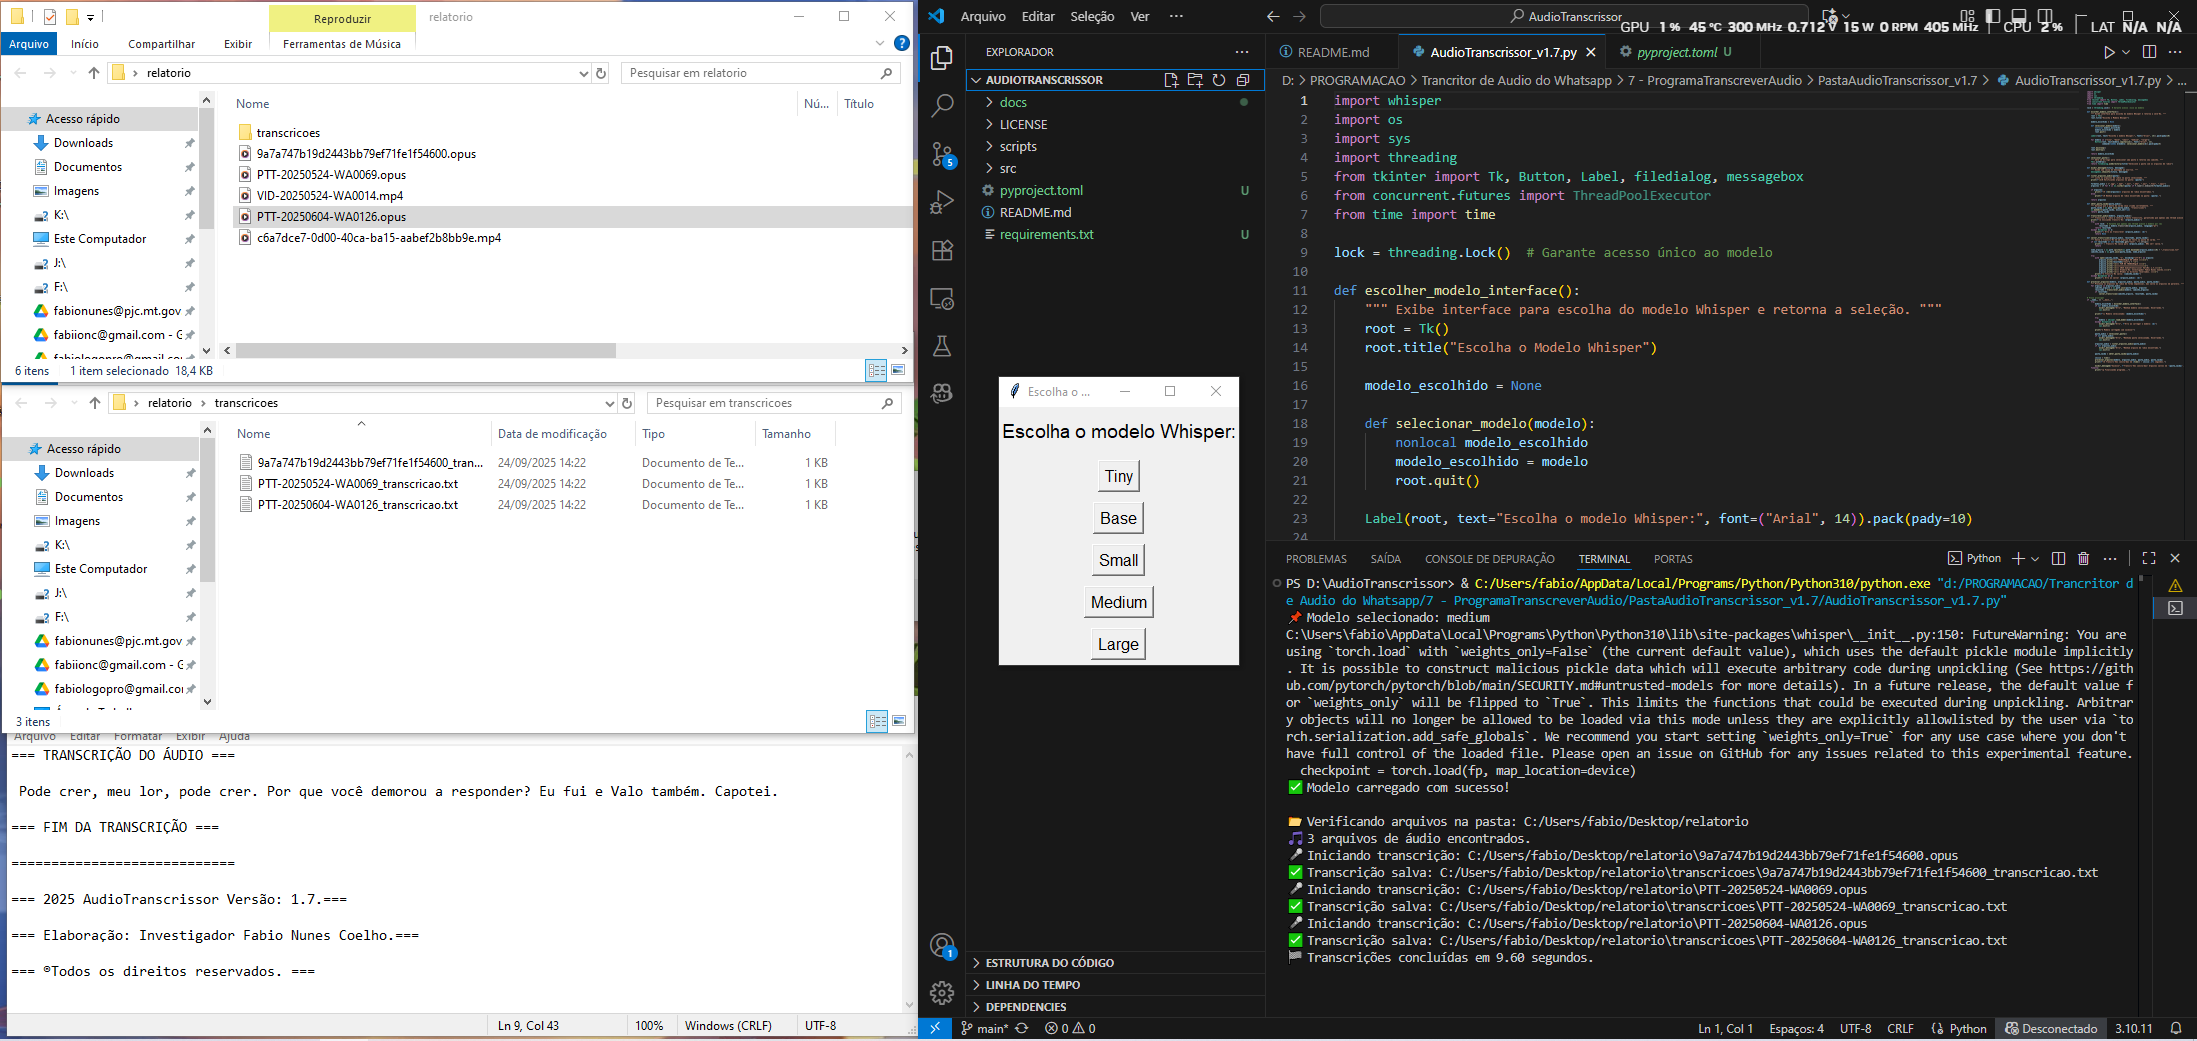 Reproduzir
relatorio
Arquivo
Início
Compartilhar
Exibir
Ferramentas de Música
relatorio
Pesquisar em relatorio
Nome
Nú...
Título
Acesso rápido
Downloads
Documentos
Imagens
K:\
Este Computador
J:\
F:\
fabionunes@pjc.mt.gov
fabiionc@gmail.com - G
transcricoes
9a7a747b19d2443bb79ef71fe1f54600.opus
PTT-20250524-WA0069.opus
VID-20250524-WA0014.mp4
PTT-20250604-WA0126.opus
c6a7dce7-0d00-40ca-ba15-aabef2b8bb9e.mp4
6 itens 1 item selecionado 18,4 KB
relatorio > transcricoes
Pesquisar em transcricoes
Nome
Data de modificação
Tipo
Tamanho
Acesso rápido
Downloads
Documentos
Imagens
K:\
Este Computador
J:\
F:\
fabionunes@pjc.mt.gov
fabiionc@gmail.com - G
fabiologopro@gmail.co
9a7a747b19d2443bb79ef71fe1f54600_tran... 24/09/2025 14:22 Documento de Te... 1 KB
PTT-20250524-WA0069_transcricao.txt 24/09/2025 14:22 Documento de Te... 1 KB
PTT-20250604-WA0126_transcricao.txt 24/09/2025 14:22 Documento de Te... 1 KB
3 itens
Arquivo Editar Formatar Exibir Ajuda
=== TRANSCRIÇÃO DO ÁUDIO ===
Pode crer, meu lor, pode crer. Por que você demorou a responder? Eu fui e Valo também. Capotei.
=== FIM DA TRANSCRIÇÃO ===
============================
=== 2025 AudioTranscrissor Versão: 1.7.===
=== Elaboração: Investigador Fabio Nunes Coelho.===
=== ©Todos os direitos reservados. ===
Ln 9, Col 43 100% Windows (CRLF) UTF-8
Arquivo Editar Seleção Ver ···
AudioTranscrissor
GPU 1 % 45 °C 300 MHz 0.712 V 15 W 0 RPM 405 MHz CPU 2 % LAT N/A N/A
EXPLORADOR
AUDIOTRANSCRISSOR
docs
LICENSE
scripts
src
pyproject.toml U
README.md
requirements.txt U
5
1
ESTRUTURA DO CÓDIGO
LINHA DO TEMPO
DEPENDENCIES
Escolha o ...
Escolha o modelo Whisper:
Tiny
Base
Small
Medium
Large
README.md
AudioTranscrissor_v1.7.py
pyproject.toml U
D: > PROGRAMACAO > Trancritor de Audio do Whatsapp > 7 - ProgramaTranscreverAudio > PastaAudioTranscrissor_v1.7 > AudioTranscrissor_v1.7.py > ...
1 import whisper
2 import os
3 import sys
4 import threading
5 from tkinter import Tk, Button, Label, filedialog, messagebox
6 from concurrent.futures import ThreadPoolExecutor
7 from time import time
8
9 lock = threading.Lock()  # Garante acesso único ao modelo
10
11 def escolher_modelo_interface():
12 """ Exibe interface para escolha do modelo Whisper e retorna a seleção. """
13 root = Tk()
14 root.title("Escolha o Modelo Whisper")
15
16 modelo_escolhido = None
17
18 def selecionar_modelo(modelo):
19 nonlocal modelo_escolhido
20 modelo_escolhido = modelo
21 root.quit()
22
23 Label(root, text="Escolha o modelo Whisper:", font=("Arial", 14)).pack(pady=10)
24
PROBLEMAS SAÍDA CONSOLE DE DEPURAÇÃO TERMINAL PORTAS
Python
PS D:\AudioTranscrissor> & C:/Users/fabio/AppData/Local/Programs/Python/Python310/python.exe "d:/PROGRAMACAO/Trancritor d
e Audio do Whatsapp/7 - ProgramaTranscreverAudio/PastaAudioTranscrissor_v1.7/AudioTranscrissor_v1.7.py"
📌 Modelo selecionado: medium
C:\Users\fabio\AppData\Local\Programs\Python\Python310\lib\site-packages\whisper\__init__.py:150: FutureWarning: You are
using `torch.load` with `weights_only=False` (the current default value), which uses the default pickle module implicitly
. It is possible to construct malicious pickle data which will execute arbitrary code during unpickling (See https://gith
ub.com/pytorch/pytorch/blob/main/SECURITY.md#untrusted-models for more details). In a future release, the default value f
or `weights_only` will be flipped to `True`. This limits the functions that could be executed during unpickling. Arbitrar
y objects will no longer be allowed to be loaded via this mode unless they are explicitly allowlisted by the user via `to
rch.serialization.add_safe_globals`. We recommend you start setting `weights_only=True` for any use case where you don't
have full control of the loaded file. Please open an issue on GitHub for any issues related to this experimental feature.
checkpoint = torch.load(fp, map_location=device)
✅ Modelo carregado com sucesso!
📂 Verificando arquivos na pasta: C:/Users/fabio/Desktop/relatorio
🎵 3 arquivos de áudio encontrados.
🎤 Iniciando transcrição: C:/Users/fabio/Desktop/relatorio\9a7a747b19d2443bb79ef71fe1f54600.opus
✅ Transcrição salva: C:/Users/fabio/Desktop/relatorio\transcricoes\9a7a747b19d2443bb79ef71fe1f54600_transcricao.txt
🎤 Iniciando transcrição: C:/Users/fabio/Desktop/relatorio\PTT-20250524-WA0069.opus
✅ Transcrição salva: C:/Users/fabio/Desktop/relatorio\transcricoes\PTT-20250524-WA0069_transcricao.txt
🎤 Iniciando transcrição: C:/Users/fabio/Desktop/relatorio\PTT-20250604-WA0126.opus
✅ Transcrição salva: C:/Users/fabio/Desktop/relatorio\transcricoes\PTT-20250604-WA0126_transcricao.txt
🏁 Transcrições concluídas em 9.60 segundos.
main* 0 0
Ln 1, Col 1 Espaços: 4 UTF-8 CRLF Python Desconectado 3.10.11